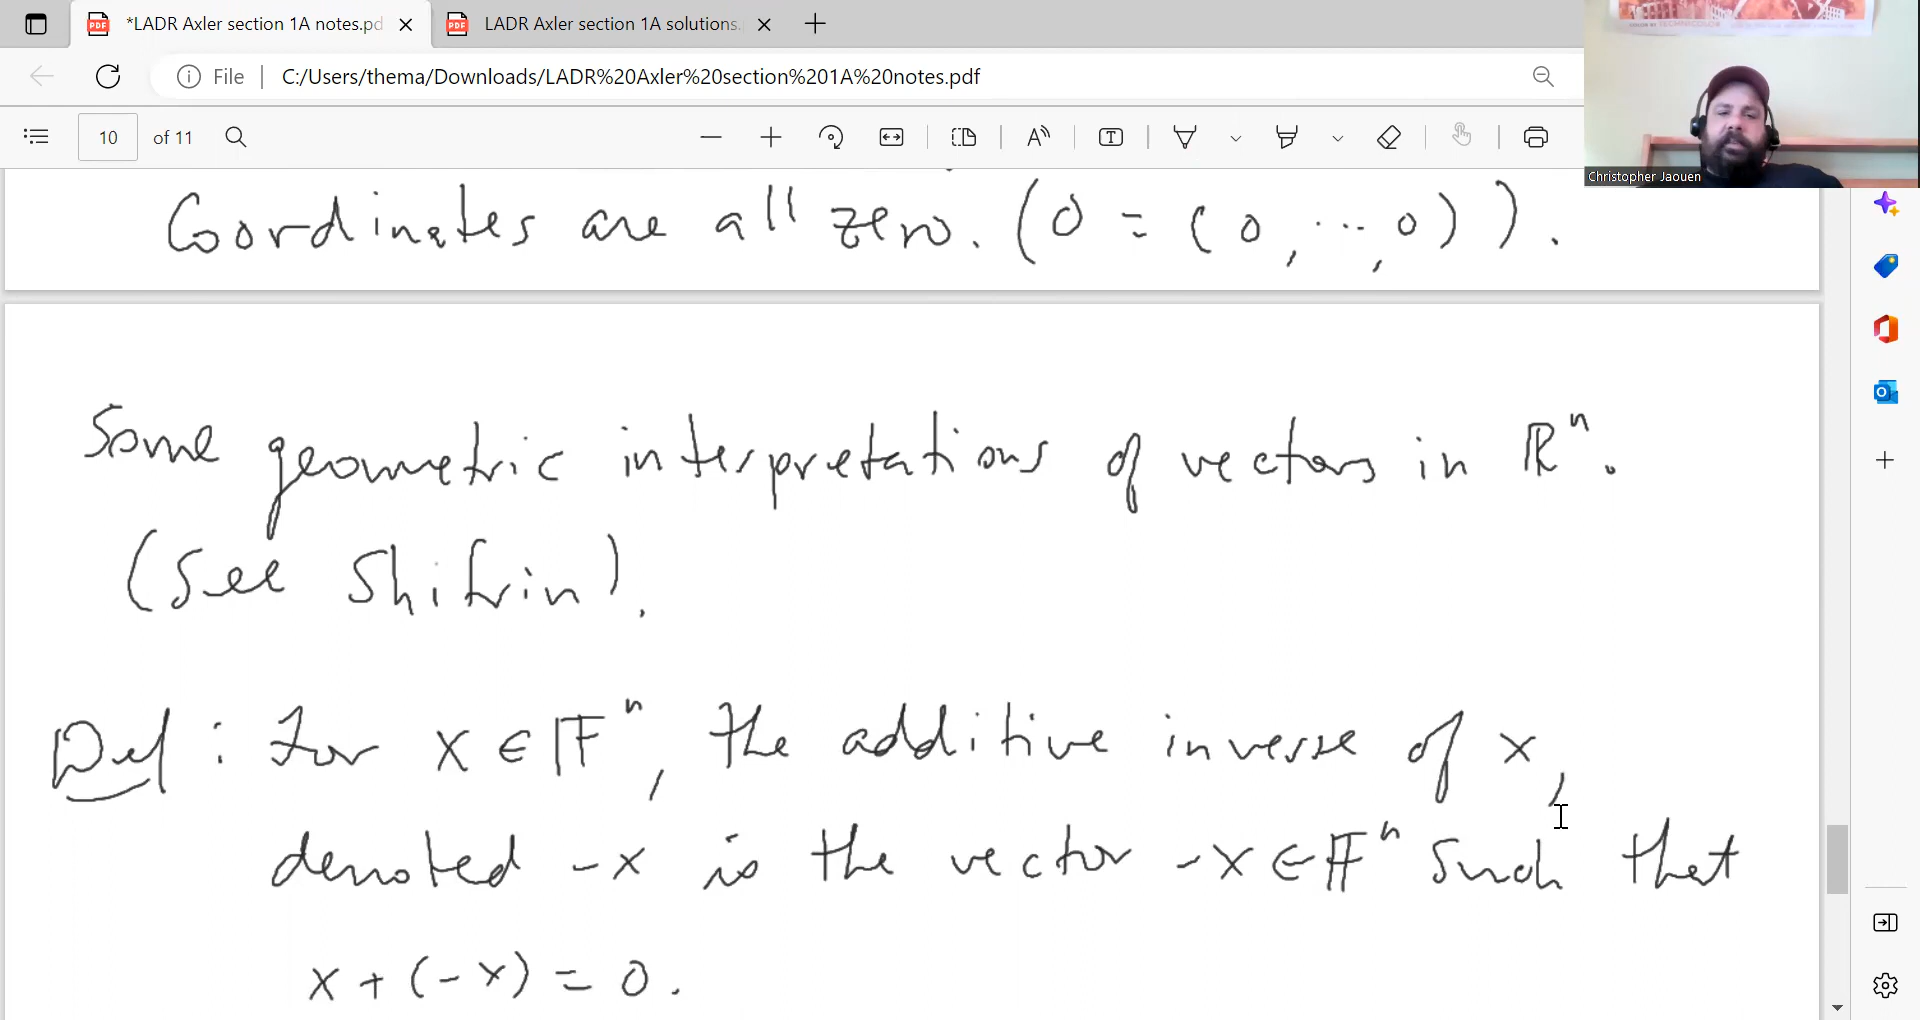 *LADR Axler section 1A notes.pd
LADR Axler section 1A solutions.
File
C:/Users/thema/Downloads/LADR%20Axler%20section%201A%20notes.pdf
10 of 11
Christopher Jaouen
Coordinates are all zero. (0 = (0, ..., 0)).
Some geometric interpretations of vectors in ℝⁿ.
(See Shifrin).
Def: For x ∈ 𝔽ⁿ, the additive inverse of x,
denoted -x is the vector -x ∈ 𝔽ⁿ such that
x + (-x) = 0.